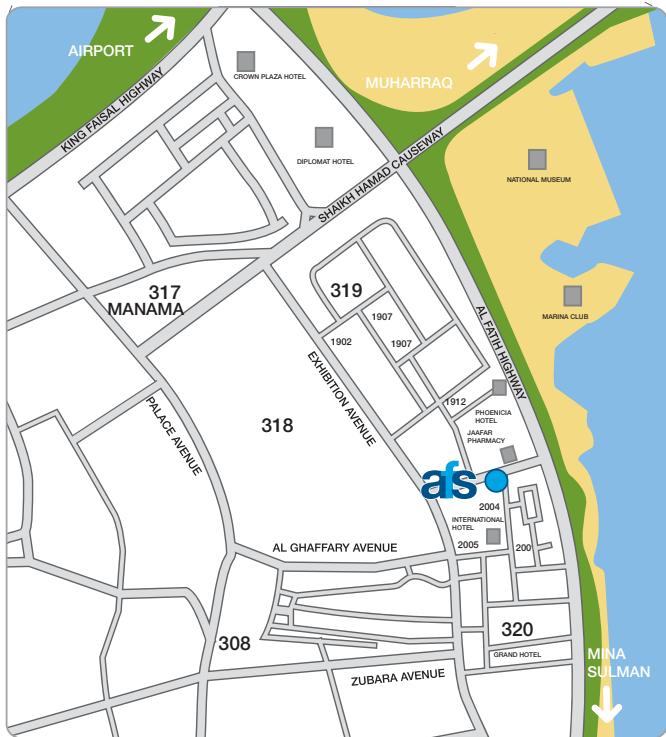 AIRPORT
CROWN PLAZA HOTEL
MUHARRAQ
KING FAISAL HIGHWAY
DIPLOMAT HOTEL
SHAIKH HAMAD CAUSEWAY
NATIONAL MUSEUM
317
MANAMA
319
1907
1902
1907
MARINA CLUB
AL FATIH HIGHWAY
EXHIBITION AVENUE
PALACE AVENUE
1912
PHOENICIA
HOTEL
318
JAAFAR
PHARMACY
afs
2004
INTERNATIONAL
HOTEL
2005
200
AL GHAFFARY AVENUE
308
320
GRAND HOTEL
ZUBARA AVENUE
MINA
SULMAN